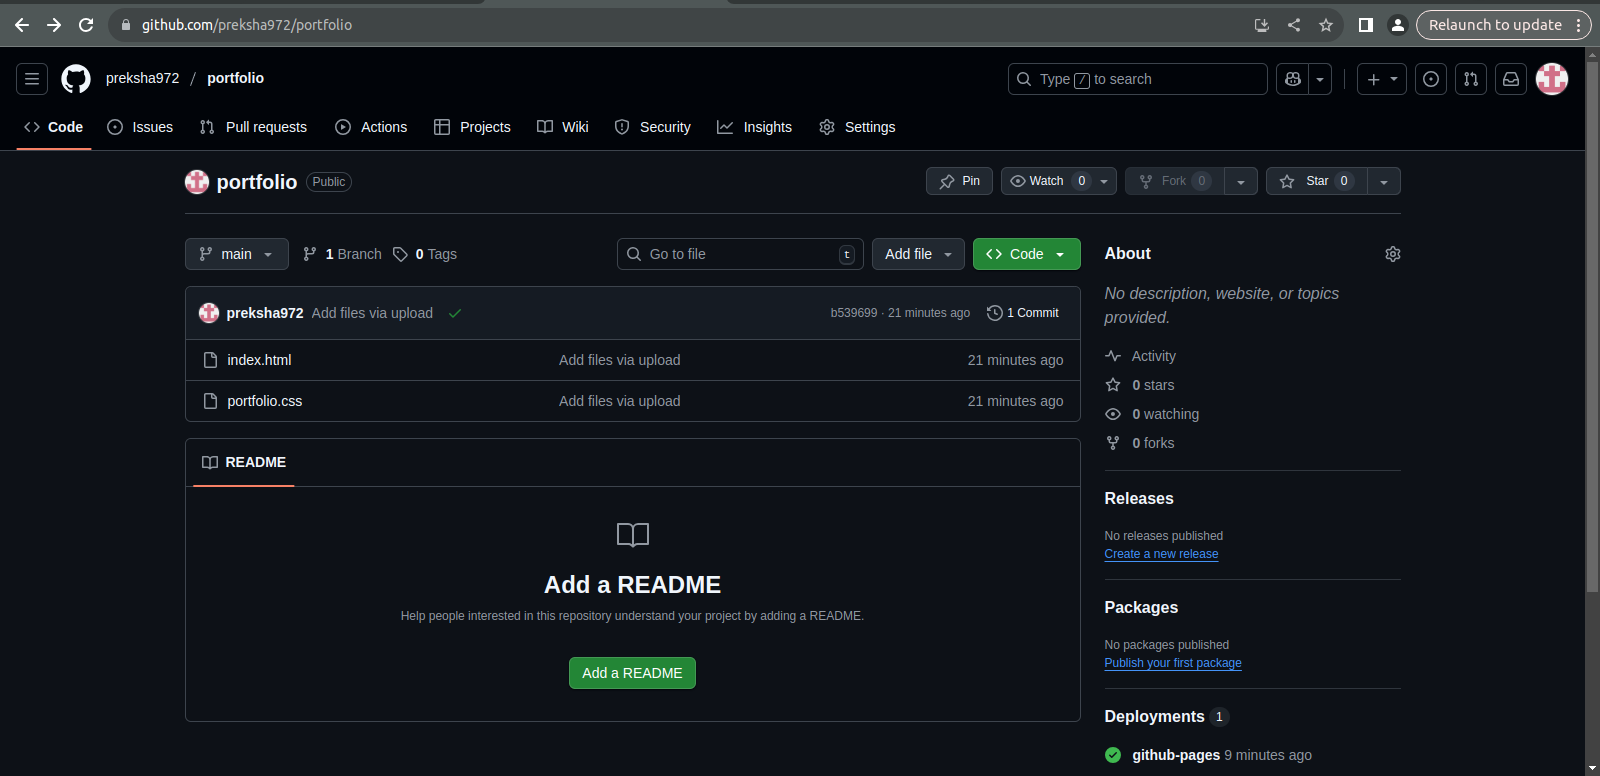 github.com/preksha972/portfolio
Relaunch to update
preksha972 / portfolio
Type / to search
Code Issues Pull requests Actions Projects Wiki Security Insights Settings
portfolio Public
Pin Watch 0 Fork 0 Star 0
main 1 Branch 0 Tags Go to file t Add file Code
preksha972 Add files via upload b539699 · 21 minutes ago 1 Commit
index.html Add files via upload 21 minutes ago
portfolio.css Add files via upload 21 minutes ago
README
Add a README
Help people interested in this repository understand your project by adding a README.
Add a README
About
No description, website, or topics
provided.
Activity
0 stars
0 watching
0 forks
Releases
No releases published
Create a new release
Packages
No packages published
Publish your first package
Deployments 1
github-pages 9 minutes ago